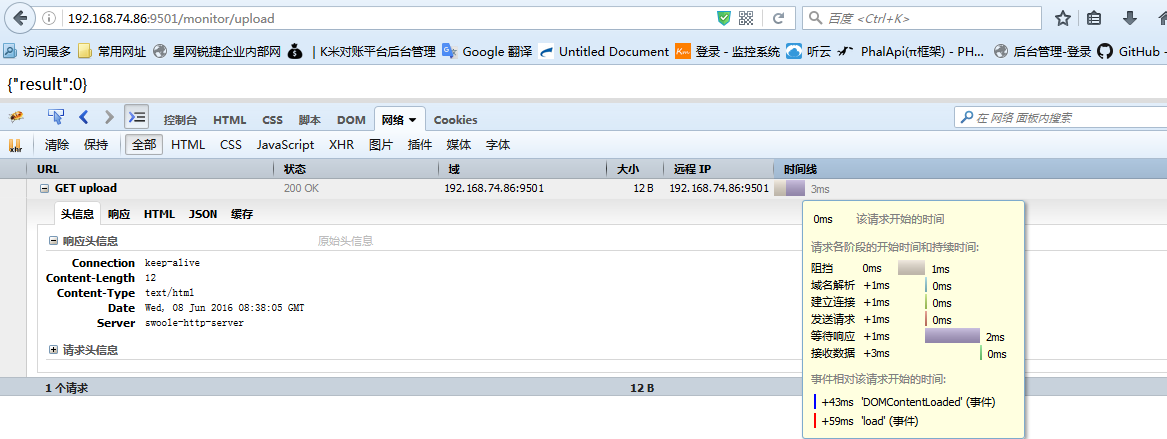 192.168.74.86:9501/monitor/upload
百度 <Ctrl+K>
访问最多 常用网址 星网锐捷企业内部网 | K米对账平台后台管理 Google 翻译 Untitled Document 登录 - 监控系统 听云 PhalApi(π框架) - PH... 后台管理-登录 GitHub -
{"result":0}
控制台 HTML CSS 脚本 DOM 网络 Cookies
在 网络 面板内搜索
xhr 清除 保持 全部 HTML CSS JavaScript XHR 图片 插件 媒体 字体
URL 状态 域 大小 远程 IP 时间线
GET upload 200 OK 192.168.74.86:9501 12 B 192.168.74.86:9501 3ms
头信息 响应 HTML JSON 缓存
响应头信息 原始头信息
Connection keep-alive
Content-Length 12
Content-Type text/html
Date Wed, 08 Jun 2016 08:38:05 GMT
Server swoole-http-server
请求头信息
1 个请求 12 B
0ms 该请求开始的时间
请求各阶段的开始时间和持续时间:
阻挡 0ms 1ms
域名解析 +1ms 0ms
建立连接 +1ms 0ms
发送请求 +1ms 0ms
等待响应 +1ms 2ms
接收数据 +3ms 0ms
事件相对该请求开始的时间:
+43ms 'DOMContentLoaded' (事件)
+59ms 'load' (事件)